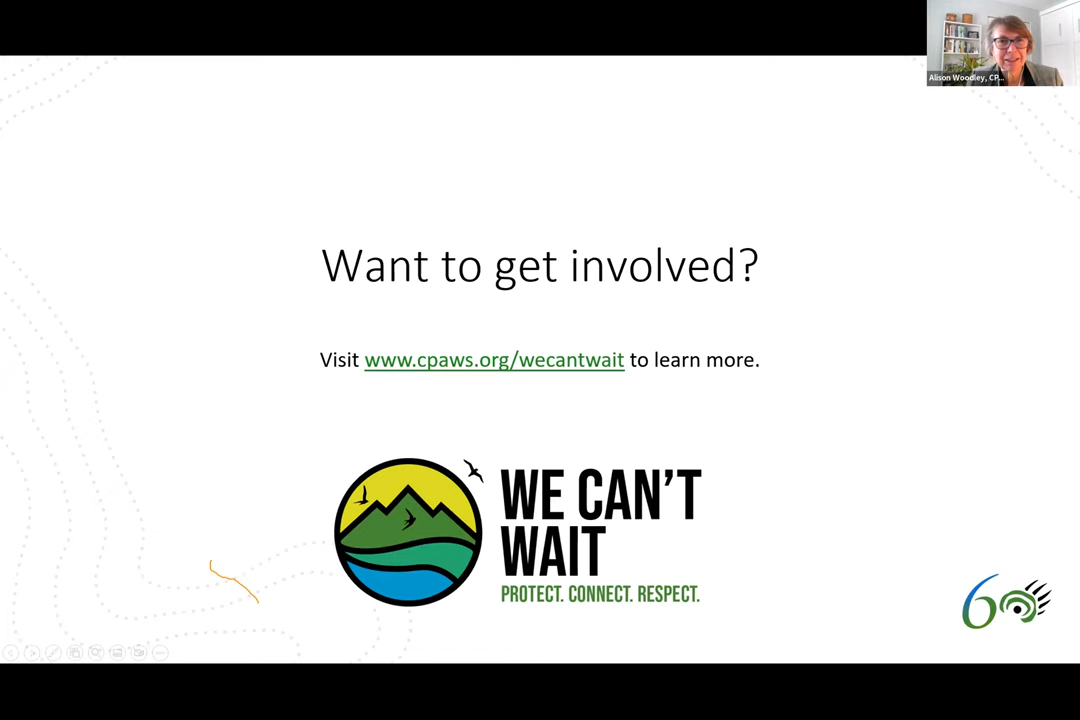 Alison Woodley, CP...
Want to get involved?
Visit www.cpaws.org/wecantwait to learn more.
WE CAN'T
WAIT
PROTECT. CONNECT. RESPECT.
60